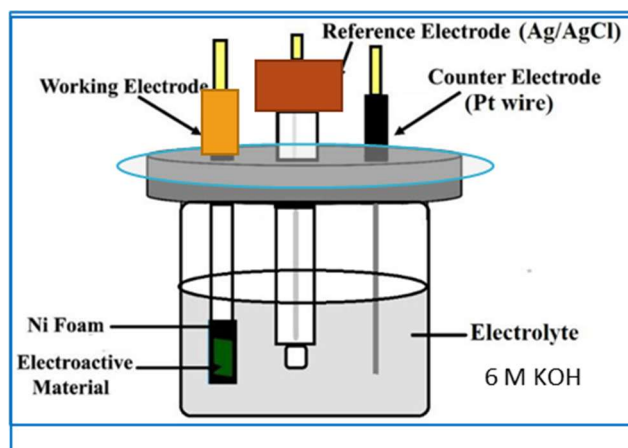 Reference Electrode (Ag/AgCl)
Working Electrode
Counter Electrode
(Pt wire)
Ni Foam
Electroactive
Material
Electrolyte
6 M KOH